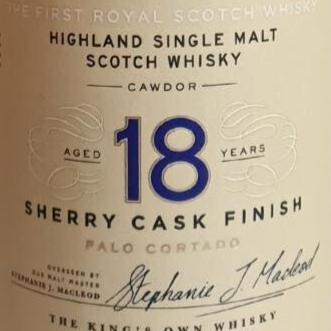 THE FIRST ROYAL SCOTCH WHISKY
HIGHLAND SINGLE MALT
SCOTCH WHISKY
CAWDOR
AGED 18 YEARS
SHERRY CASK FINISH
PALO CORTADO
OVERSEEN BY
OUR MALT MASTER
STEPHANIE J. MACLEOD
Stephanie J. Macleod
THE KING'S OWN WHISKY